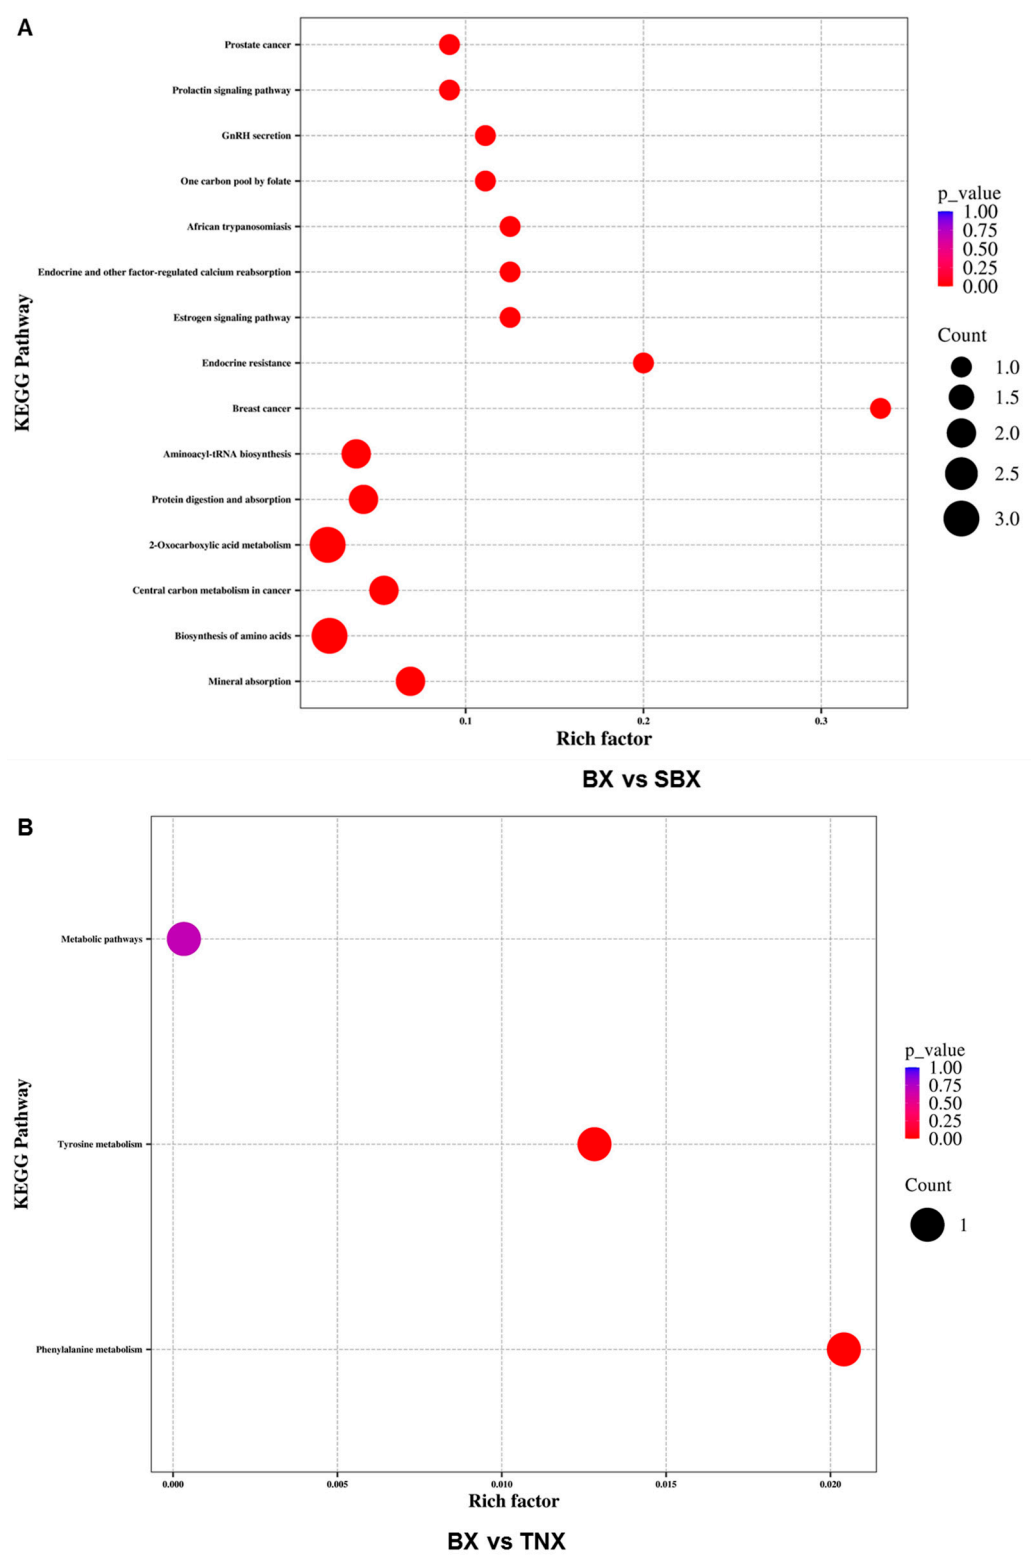 A
Prostate cancer
Prolactin signaling pathway
GnRH secretion
One carbon pool by folate
African trypanosomiasis
Endocrine and other factor-regulated calcium reabsorption
Estrogen signaling pathway
Endocrine resistance
Breast cancer
Aminoacyl-tRNA biosynthesis
Protein digestion and absorption
2-Oxocarboxylic acid metabolism
Central carbon metabolism in cancer
Biosynthesis of amino acids
Mineral absorption
KEGG Pathway
0.1 0.2 0.3
Rich factor
p_value
1.00
0.75
0.50
0.25
0.00
Count
1.0
1.5
2.0
2.5
3.0
BX vs SBX
B
Metabolic pathways
Tyrosine metabolism
Phenylalanine metabolism
KEGG Pathway
0.000 0.005 0.010 0.015 0.020
Rich factor
p_value
1.00
0.75
0.50
0.25
0.00
Count
1
BX vs TNX